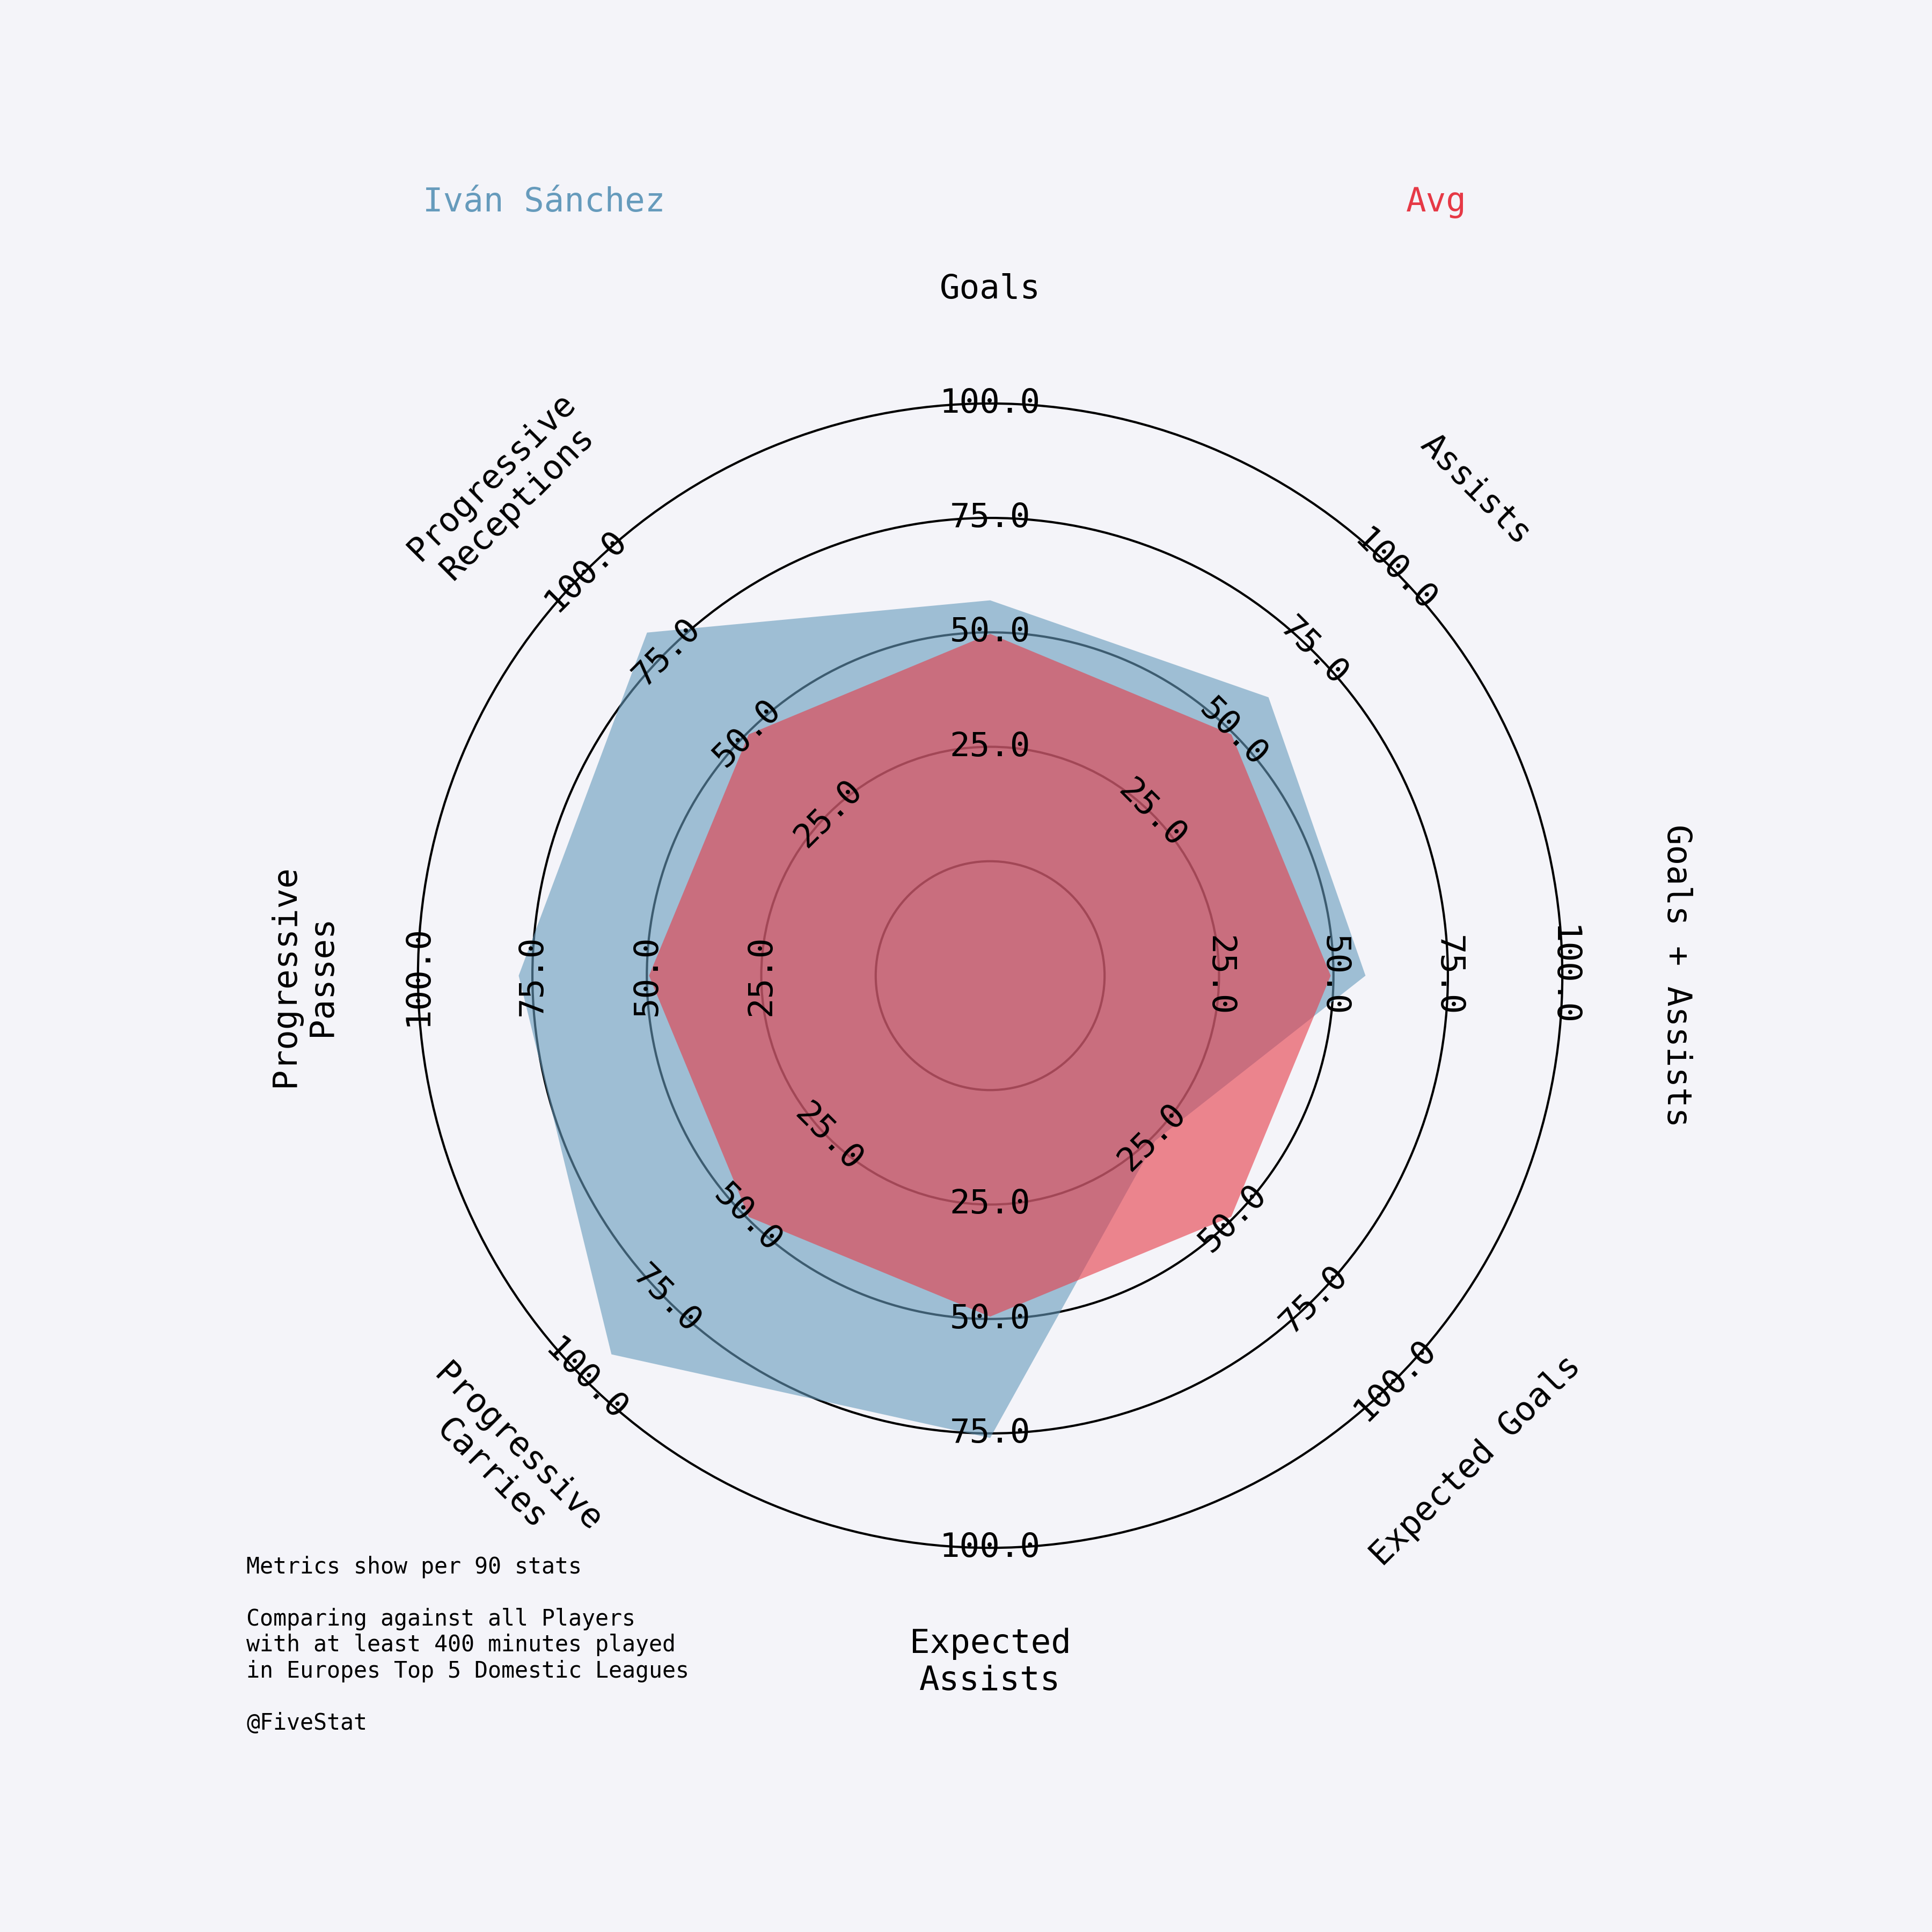 Iván Sánchez
Avg
Goals
Assists
Goals + Assists
Expected Goals
Expected
Assists
Progressive
Carries
Progressive
Passes
Progressive
Receptions
100.0
75.0
50.0
25.0
100.0
75.0
50.0
25.0
100.0
75.0
50.0
25.0
100.0
75.0
50.0
25.0
25.0
50.0
75.0
100.0
25.0
50.0
75.0
100.0
100.0
75.0
50.0
25.0
100.0
75.0
50.0
25.0
Metrics show per 90 stats
Comparing against all Players
with at least 400 minutes played
in Europes Top 5 Domestic Leagues
@FiveStat